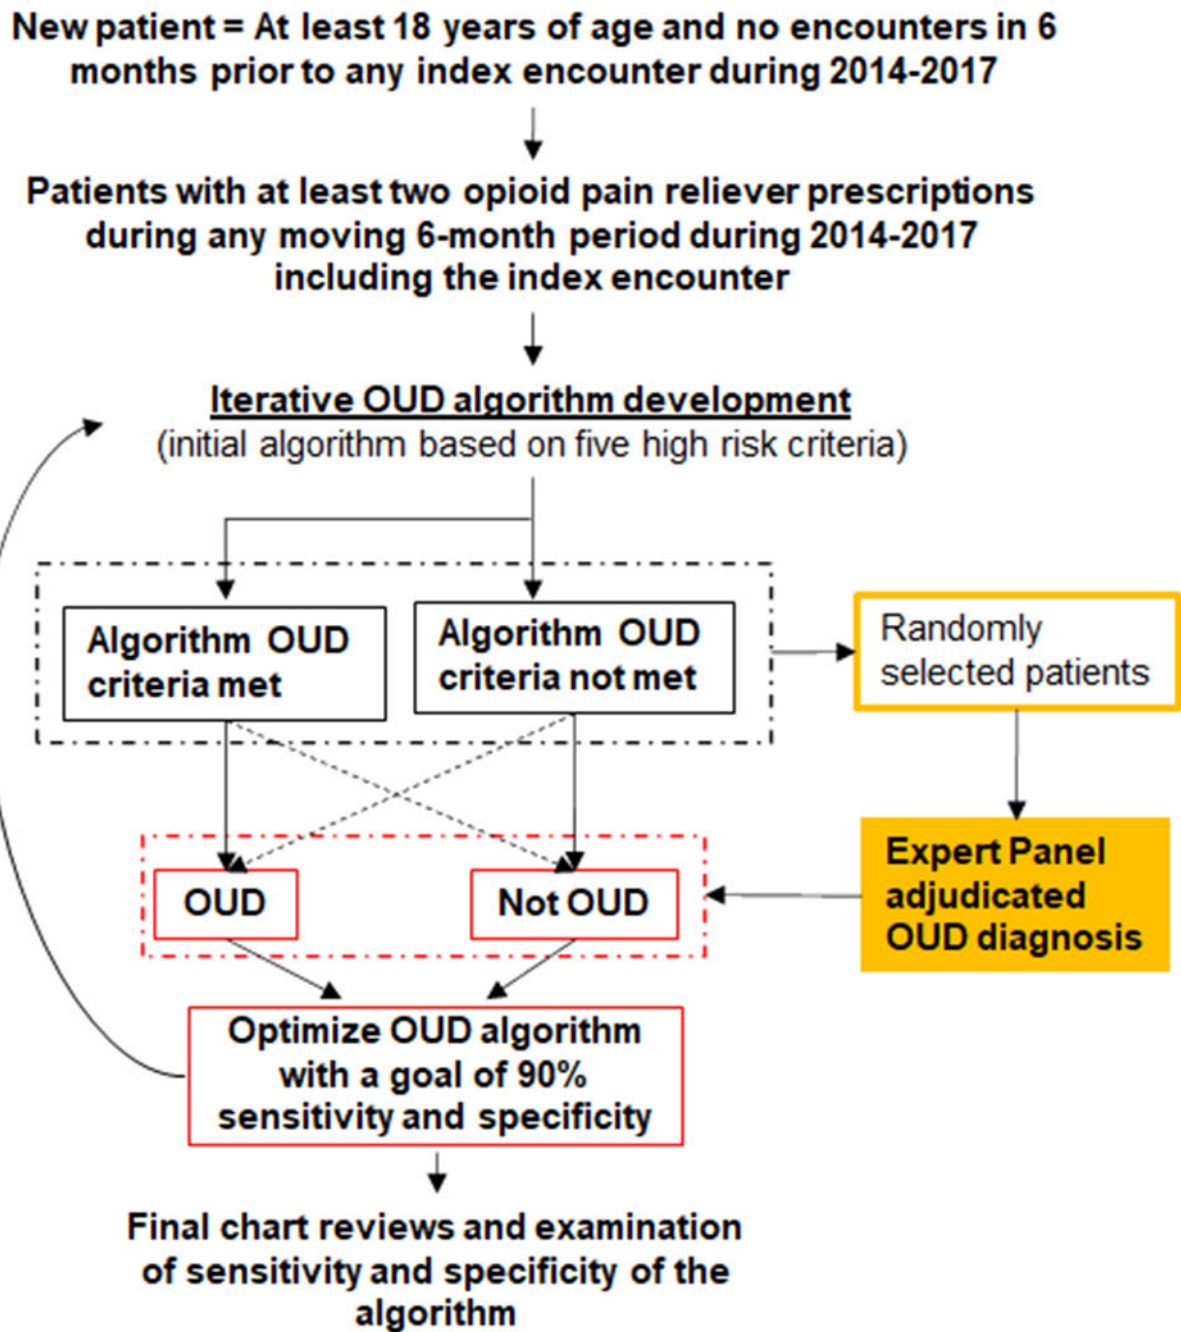 New patient = At least 18 years of age and no encounters in 6
months prior to any index encounter during 2014-2017
Patients with at least two opioid pain reliever prescriptions
during any moving 6-month period during 2014-2017
including the index encounter
Iterative OUD algorithm development
(initial algorithm based on five high risk criteria)
Algorithm OUD
criteria met
Algorithm OUD
criteria not met
Randomly
selected patients
Expert Panel
adjudicated
OUD diagnosis
OUD
Not OUD
Optimize OUD algorithm
with a goal of 90%
sensitivity and specificity
Final chart reviews and examination
of sensitivity and specificity of the
algorithm